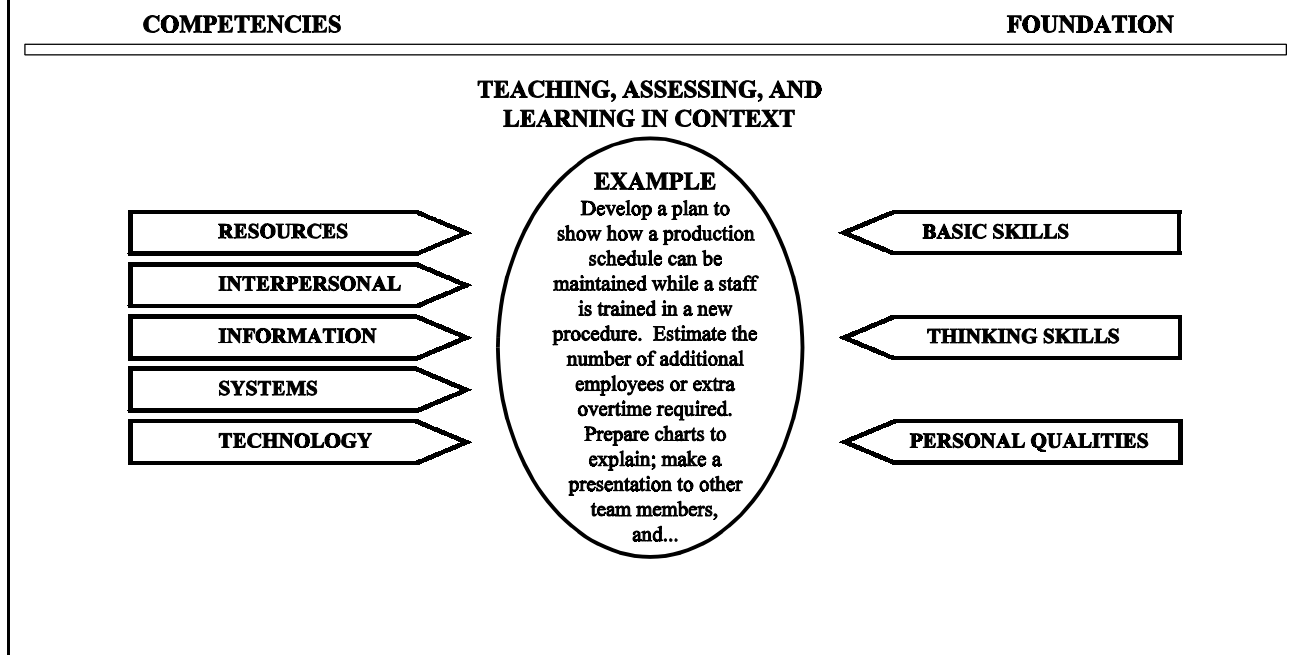 COMPETENCIES
FOUNDATION
TEACHING, ASSESSING, AND
LEARNING IN CONTEXT
RESOURCES
INTERPERSONAL
INFORMATION
SYSTEMS
TECHNOLOGY
EXAMPLE
Develop a plan to
show how a production
schedule can be
maintained while a staff
is trained in a new
procedure.  Estimate the
number of additional
employees or extra
overtime required.
Prepare charts to
explain; make a
presentation to other
team members,
and...
BASIC SKILLS
THINKING SKILLS
PERSONAL QUALITIES